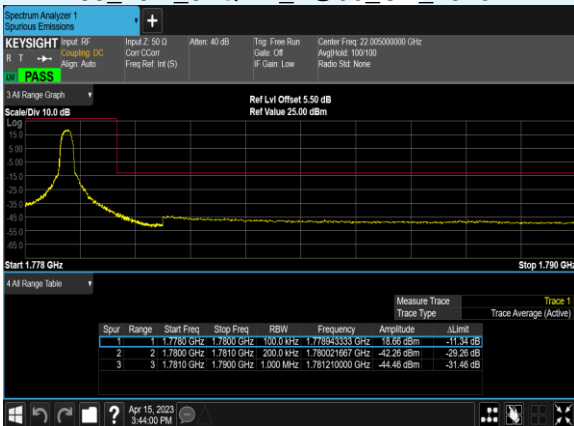 Spectrum Analyzer 1
Spurious Emissions
+
KEYSIGHT Input: RF Input Z: 50 Ω Atten: 40 dB Trig: Free Run Center Freq: 22.005000000 GHz
R T Coupling: DC Corr CCorr Gate: Off Avg|Hold: 100/100
Align: Auto Freq Ref: Int (S) IF Gain: Low Radio Std: None
PASS
3 All Range Graph
Ref Lvl Offset 5.50 dB
Scale/Div 10.0 dB Ref Value 25.00 dBm
Log
15.0
5.00
-5.00
-15.0
-25.0
-35.0
-45.0
-55.0
-65.0
Start 1.778 GHz Stop 1.790 GHz
4 All Range Table
Measure Trace Trace 1
Trace Type Trace Average (Active)
Spur Range Start Freq Stop Freq RBW Frequency Amplitude ΔLimit
1 1 1.7780 GHz 1.7800 GHz 100.0 kHz 1.778943333 GHz 18.66 dBm -11.34 dB
2 2 1.7800 GHz 1.7810 GHz 200.0 kHz 1.780021667 GHz -42.26 dBm -29.26 dB
3 3 1.7810 GHz 1.7900 GHz 1.000 MHz 1.781210000 GHz -44.46 dBm -31.46 dB
? Apr 15, 2023
3:44:00 PM